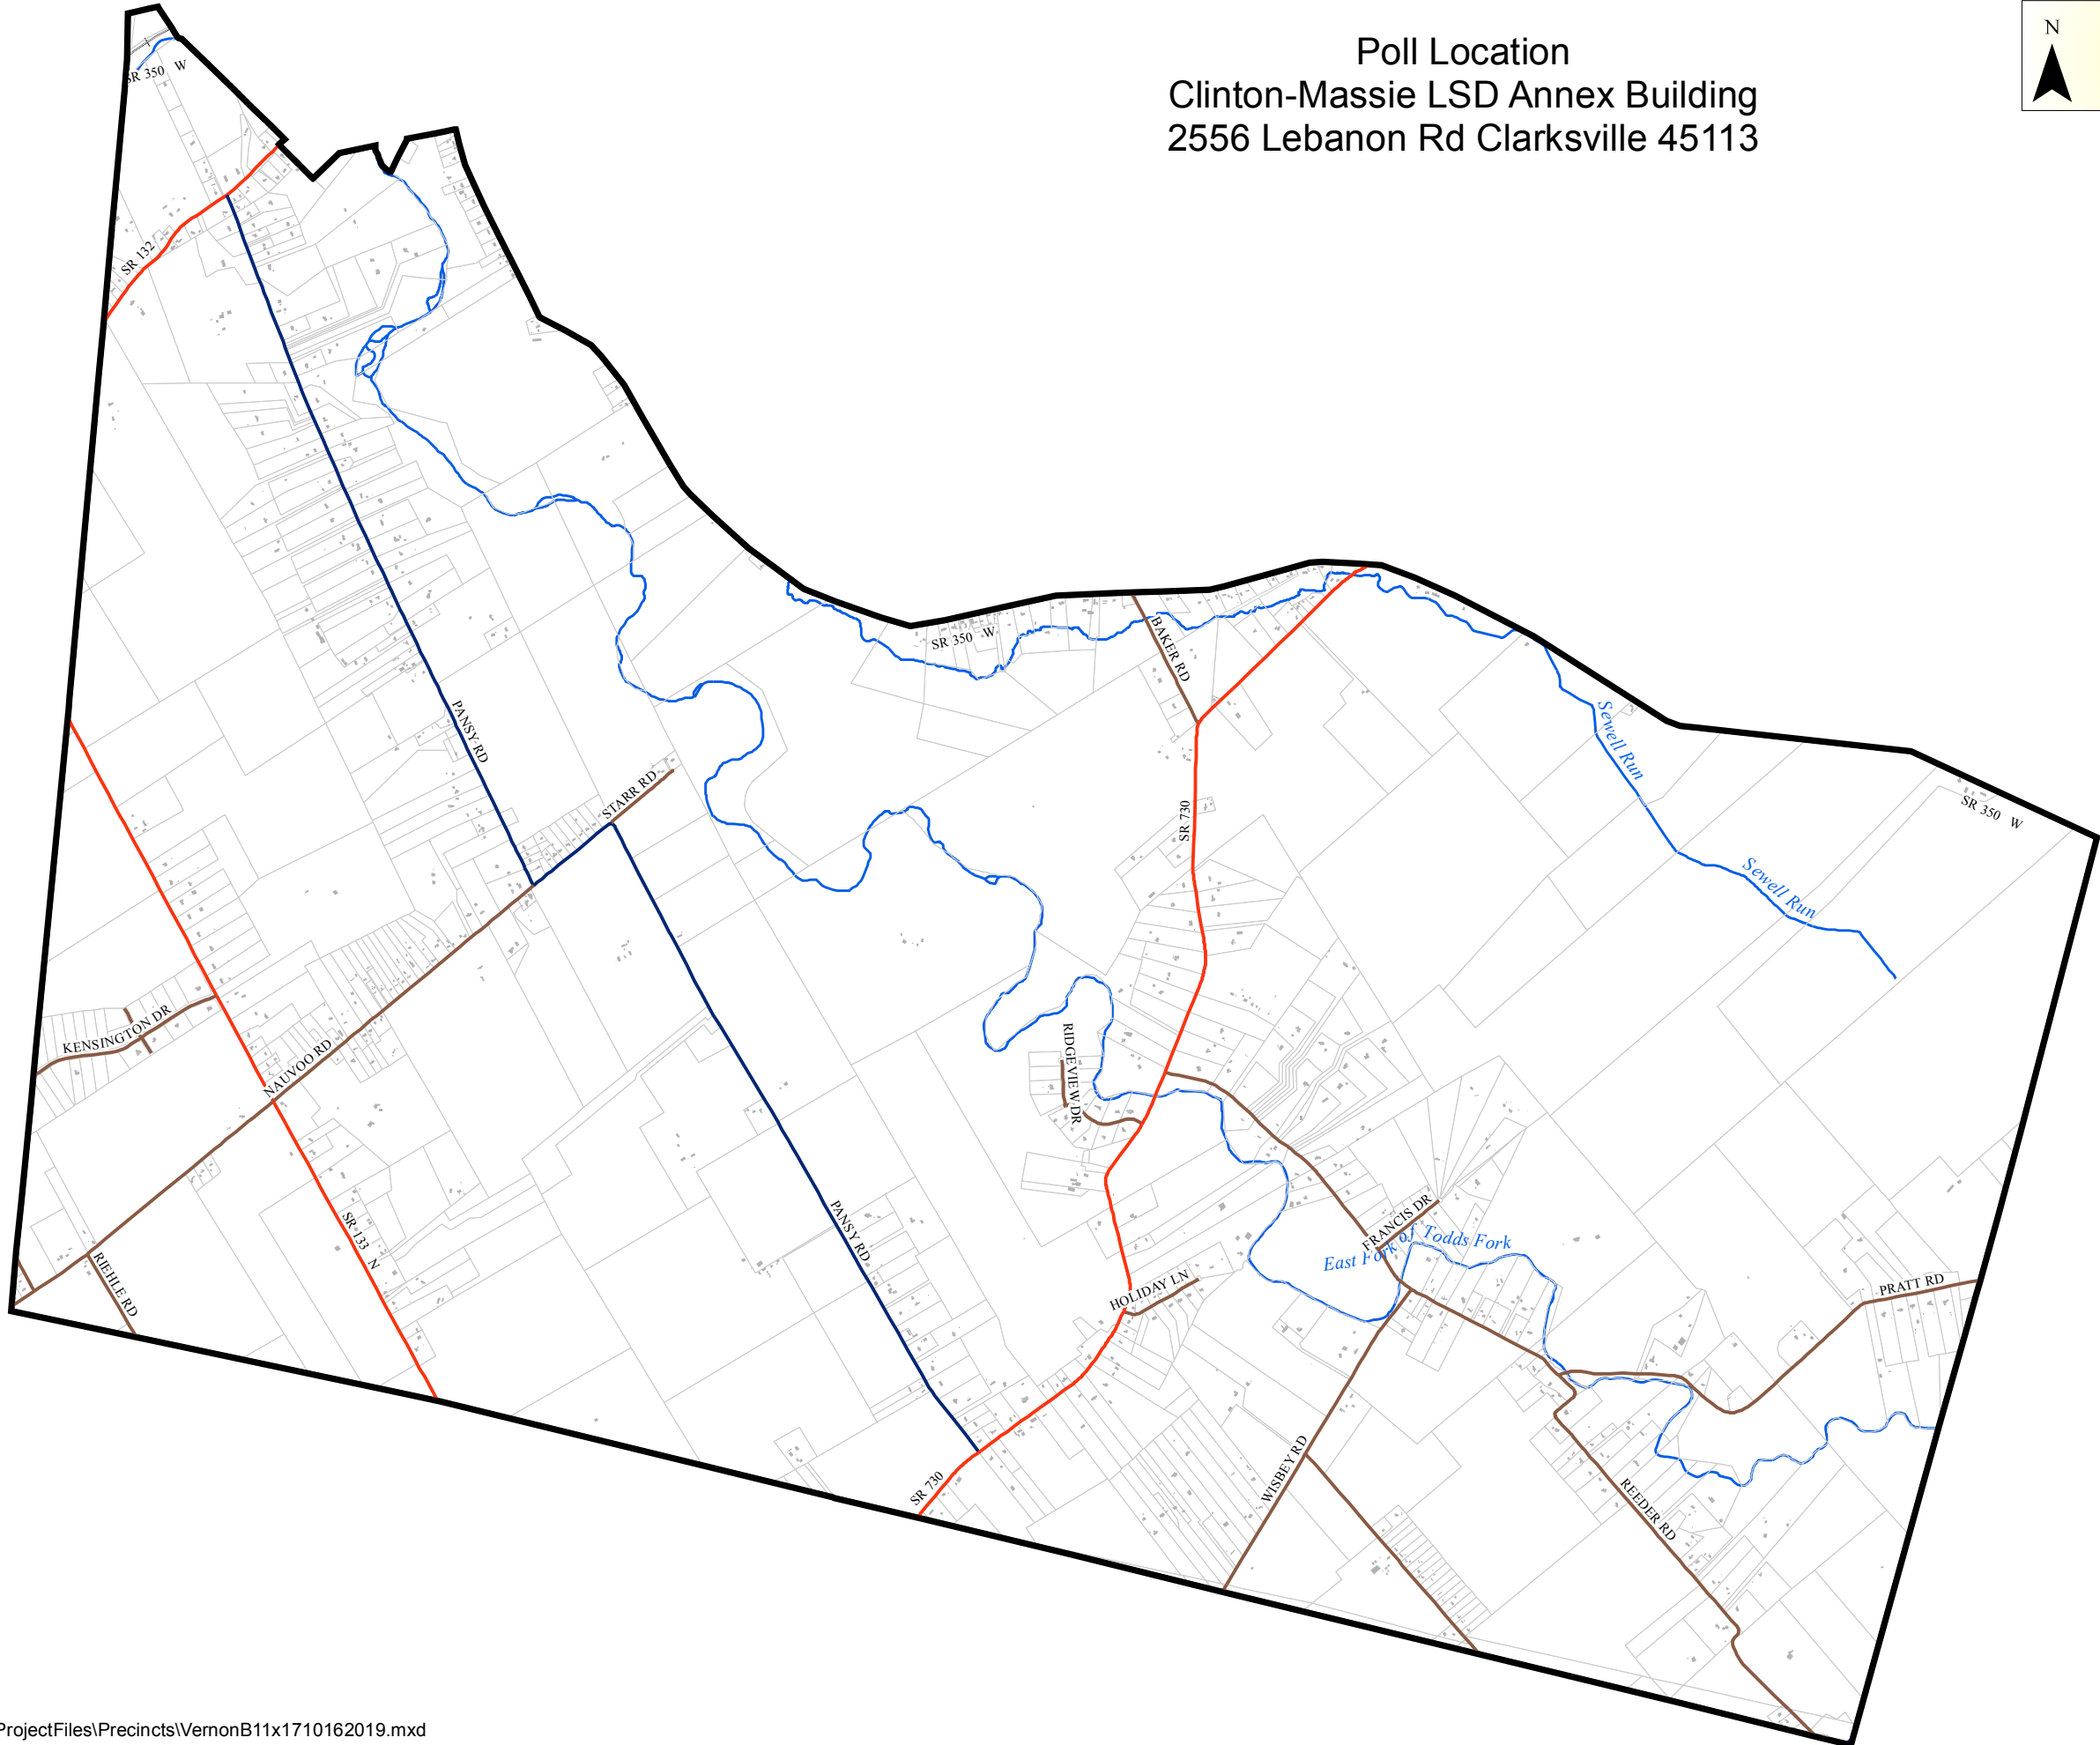 Poll Location
Clinton-Massie LSD Annex Building
2556 Lebanon Rd Clarksville 45113
N
SR 350 W
SR 132
SR 350 W
BAKER RD
PANSY RD
STARR RD
SR 730
Sewell Run
SR 350 W
Sewell Run
KENSINGTON DR
NAUVOO RD
RIDGEVIEW DR
PANSY RD
SR 133 N
RIEHLE RD
FRANCIS DR
East Fork of Todds Fork
HOLIDAY LN
PRATT RD
SR 730
WISBEY RD
REEDER RD
ProjectFiles\Precincts\VernonB11x1710162019.mxd